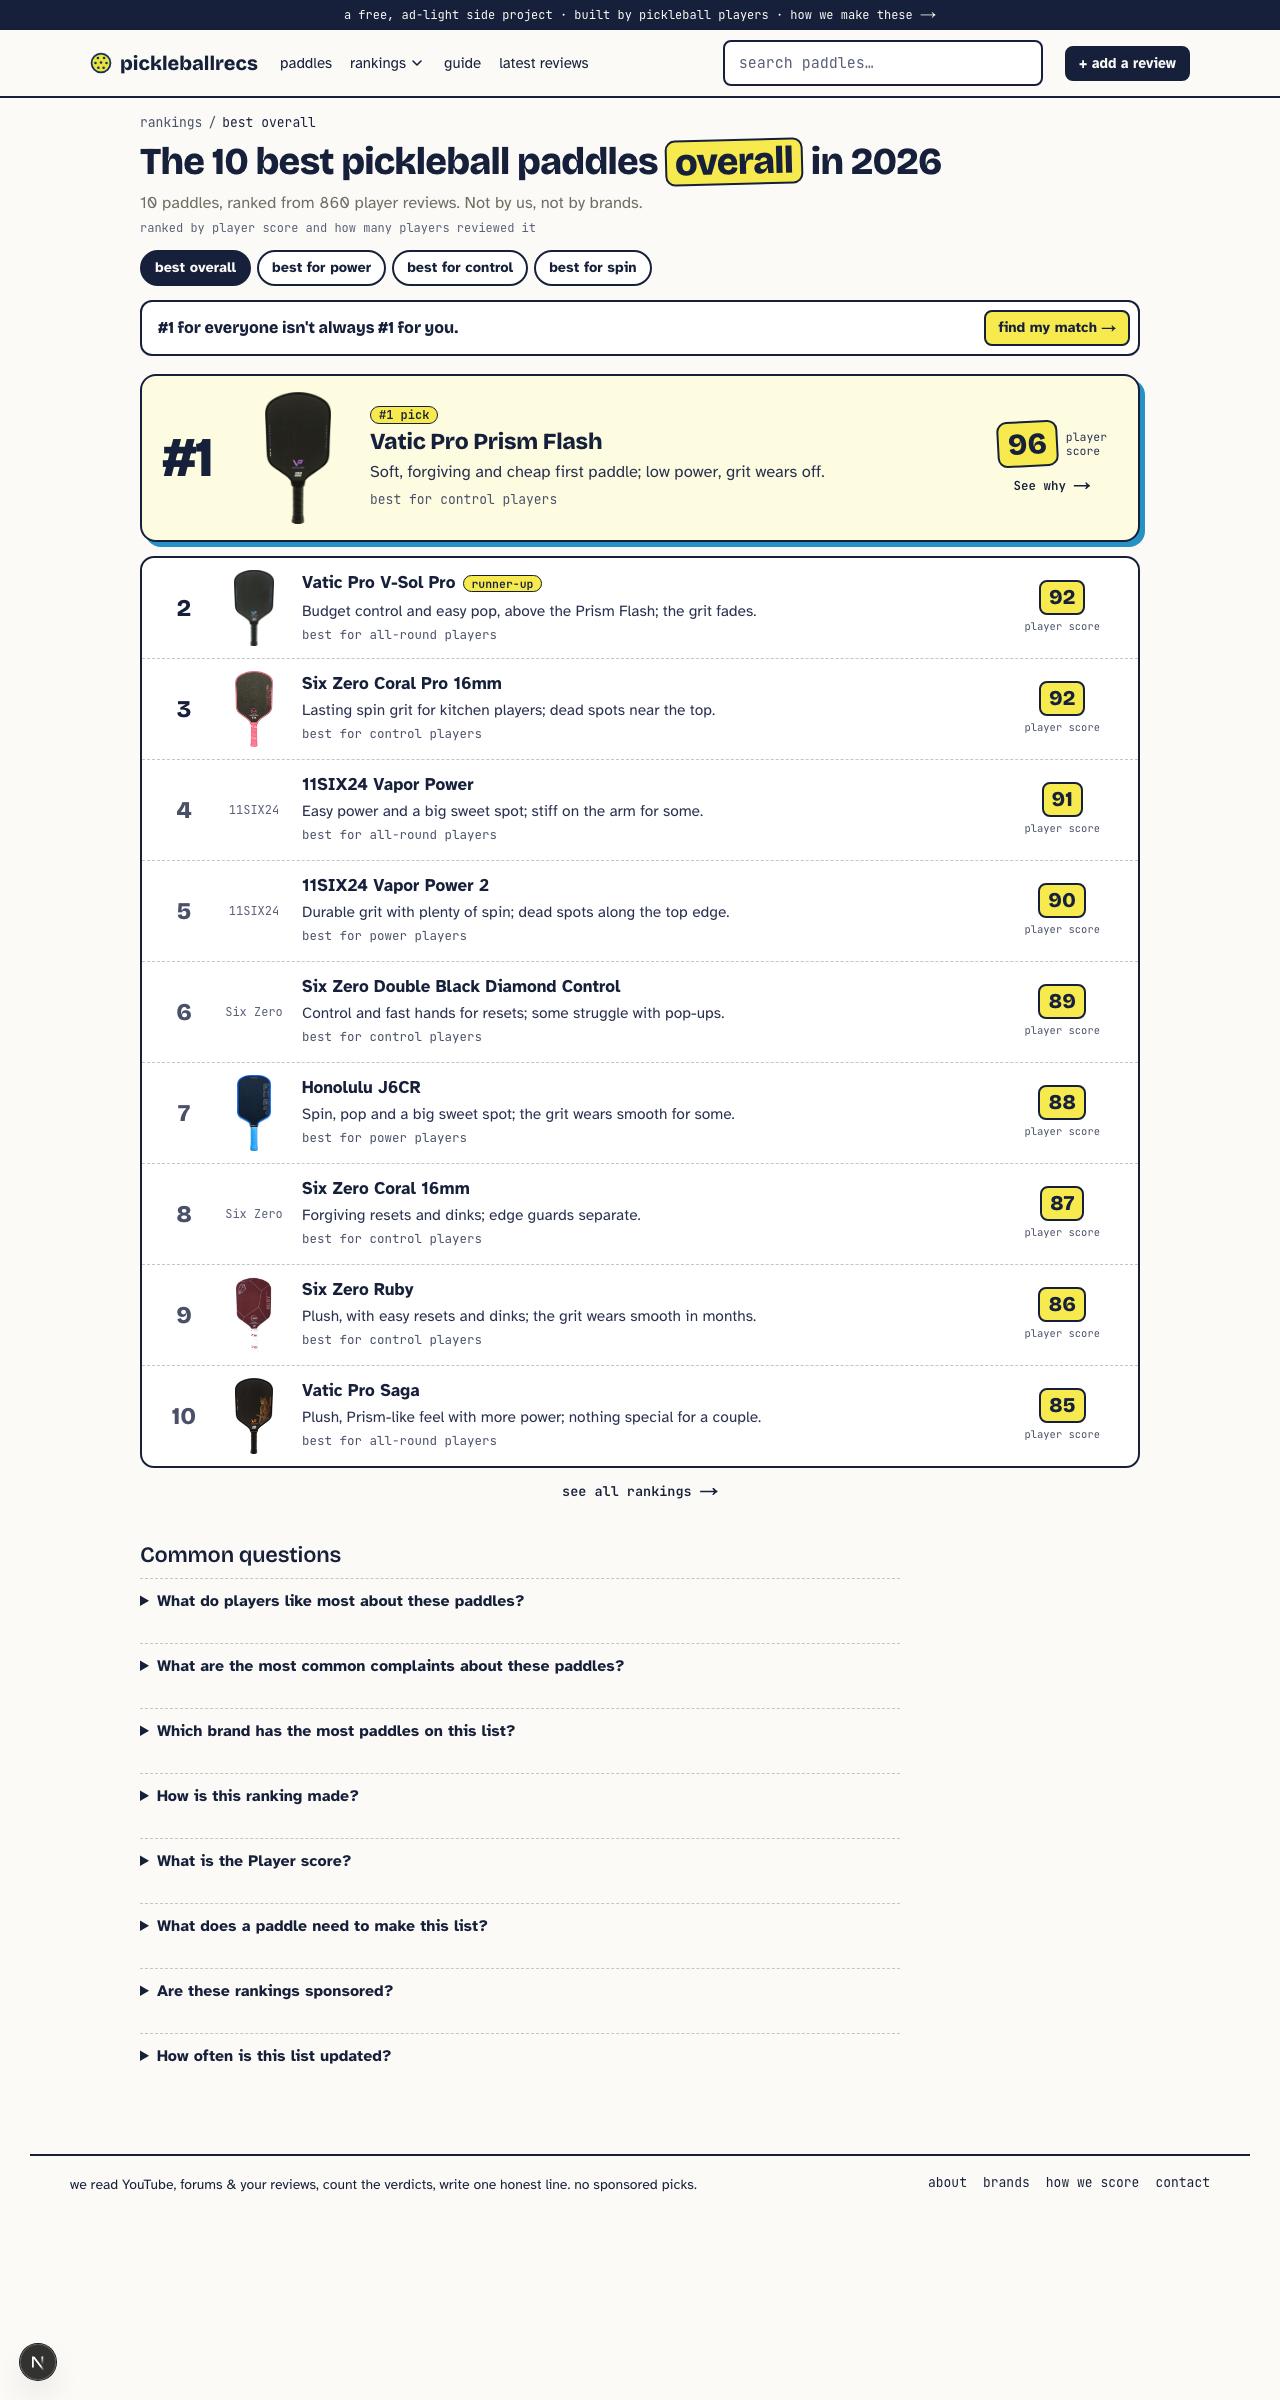 a free, ad-light side project · built by pickleball players · how we make these →
pickleballrecs
paddles
rankings
guide
latest reviews
search paddles…
+ add a review
rankings / best overall
The 10 best pickleball paddles overall in 2026
10 paddles, ranked from 860 player reviews. Not by us, not by brands.
ranked by player score and how many players reviewed it
best overall
best for power
best for control
best for spin
#1 for everyone isn't always #1 for you.
find my match →
#1
#1 pick
Vatic Pro Prism Flash
Soft, forgiving and cheap first paddle; low power, grit wears off.
best for control players
96
player
score
See why →
2
Vatic Pro V-Sol Pro runner-up
Budget control and easy pop, above the Prism Flash; the grit fades.
best for all-round players
92
player score
3
Six Zero Coral Pro 16mm
Lasting spin grit for kitchen players; dead spots near the top.
best for control players
92
player score
4
11SIX24
11SIX24 Vapor Power
Easy power and a big sweet spot; stiff on the arm for some.
best for all-round players
91
player score
5
11SIX24
11SIX24 Vapor Power 2
Durable grit with plenty of spin; dead spots along the top edge.
best for power players
90
player score
6
Six Zero
Six Zero Double Black Diamond Control
Control and fast hands for resets; some struggle with pop-ups.
best for control players
89
player score
7
Honolulu J6CR
Spin, pop and a big sweet spot; the grit wears smooth for some.
best for power players
88
player score
8
Six Zero
Six Zero Coral 16mm
Forgiving resets and dinks; edge guards separate.
best for control players
87
player score
9
Six Zero Ruby
Plush, with easy resets and dinks; the grit wears smooth in months.
best for control players
86
player score
10
Vatic Pro Saga
Plush, Prism-like feel with more power; nothing special for a couple.
best for all-round players
85
player score
see all rankings →
Common questions
What do players like most about these paddles?
What are the most common complaints about these paddles?
Which brand has the most paddles on this list?
How is this ranking made?
What is the Player score?
What does a paddle need to make this list?
Are these rankings sponsored?
How often is this list updated?
we read YouTube, forums & your reviews, count the verdicts, write one honest line. no sponsored picks.
about
brands
how we score
contact
N